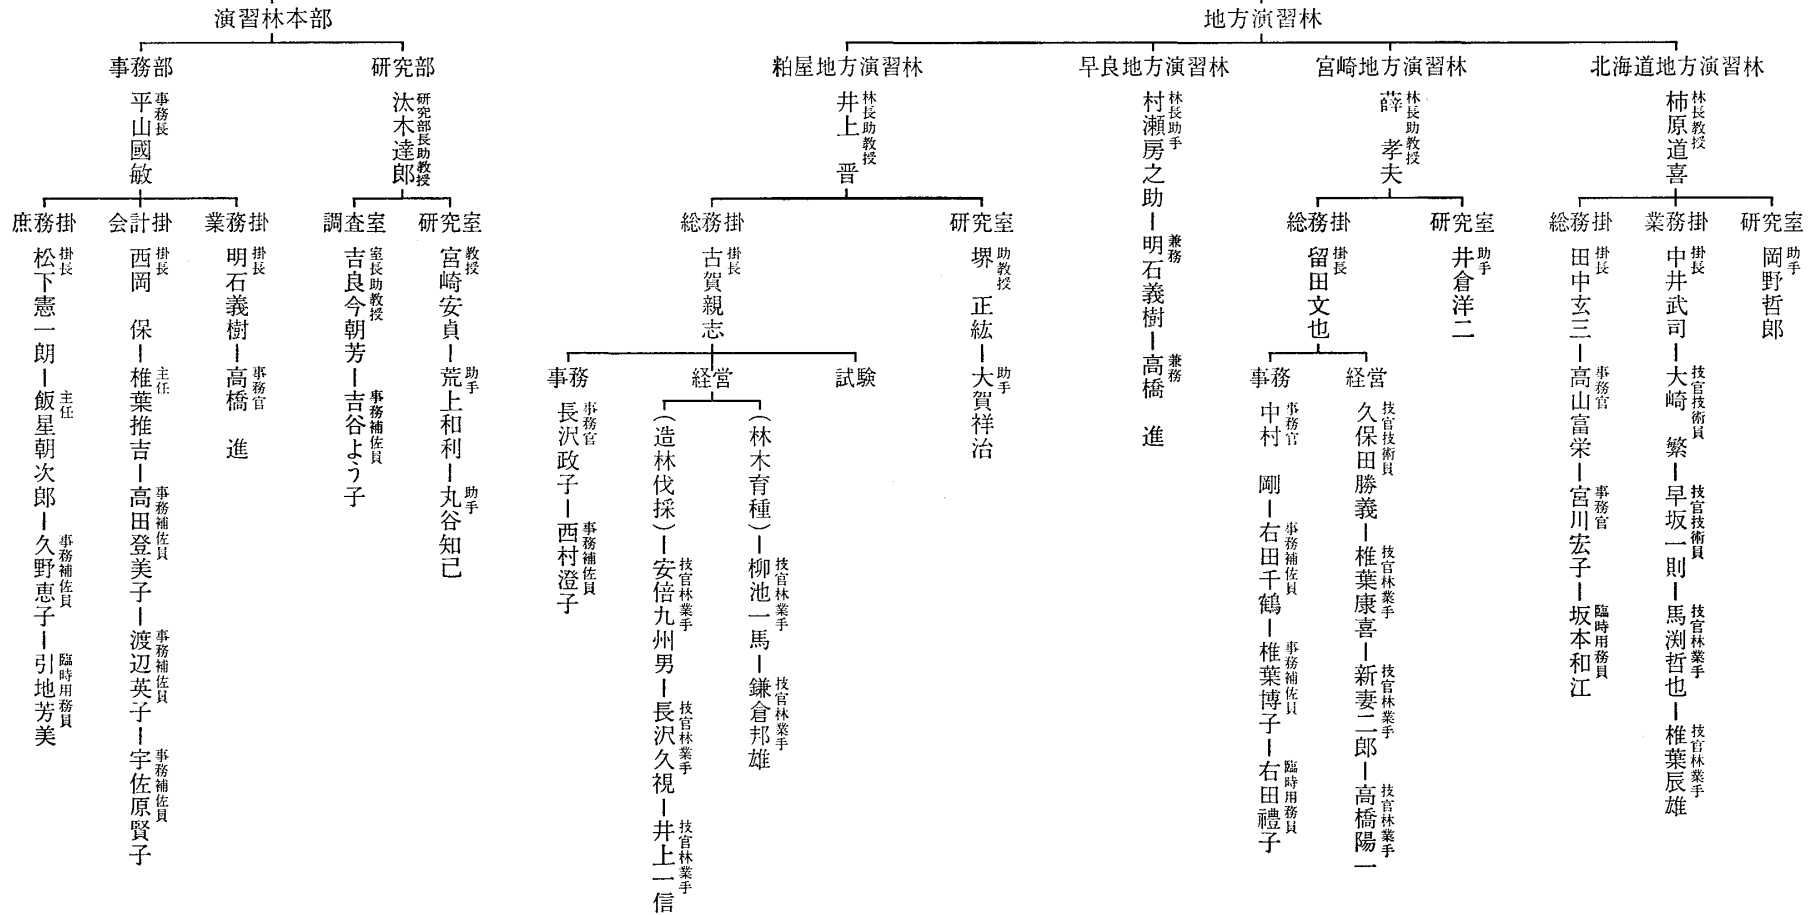 演習林本部
事務部
事務長
平山國敏
庶務掛
掛長
松下憲一朗
主任
飯星朝次郎
事務補佐員
久野恵子
臨時用務員
引地芳美
会計掛
掛長
西岡　保
主任
椎葉推吉
事務補佐員
高田登美子
事務補佐員
渡辺英子
事務補佐員
宇佐原賢子
業務掛
掛長
明石義樹
事務官
高橋　進
研究部
研究部長助教授
汰木達郎
調査室
室長助教授
吉良今朝芳
事務補佐員
吉谷よう子
研究室
教授
宮崎安貞
助手
荒上和利
助手
丸谷知己
地方演習林
粕屋地方演習林
林長助教授
井上　晋
総務掛
掛長
古賀親志
事務
事務官
長沢政子
事務補佐員
西村澄子
経営
（造林伐採）
技官林業手
安倍九州男
技官林業手
長沢久視
技官林業手
井上一信
（林木育種）
技官林業手
柳池一馬
技官林業手
鎌倉邦雄
試験
研究室
助教授
堺　正紘
助手
大賀祥治
早良地方演習林
林長助手
村瀬房之助
兼務
明石義樹
兼務
高橋　進
宮崎地方演習林
林長助教授
薛　孝夫
総務掛
掛長
留田文也
事務
事務官
中村　剛
事務補佐員
右田千鶴
事務補佐員
椎葉博子
臨時用務員
右田禮子
経営
技官技術員
久保田勝義
技官林業手
椎葉康喜
技官林業手
新妻二郎
技官林業手
高橋陽一
研究室
助手
井倉洋二
北海道地方演習林
林長教授
柿原道喜
総務掛
掛長
田中玄三
事務官
高山富栄
事務官
宮川宏子
臨時用務員
坂本和江
業務掛
掛長
中井武司
技官技術員
大崎　繁
技官技術員
早坂一則
技官林業手
馬渕哲也
技官林業手
椎葉辰雄
研究室
助手
岡野哲郎